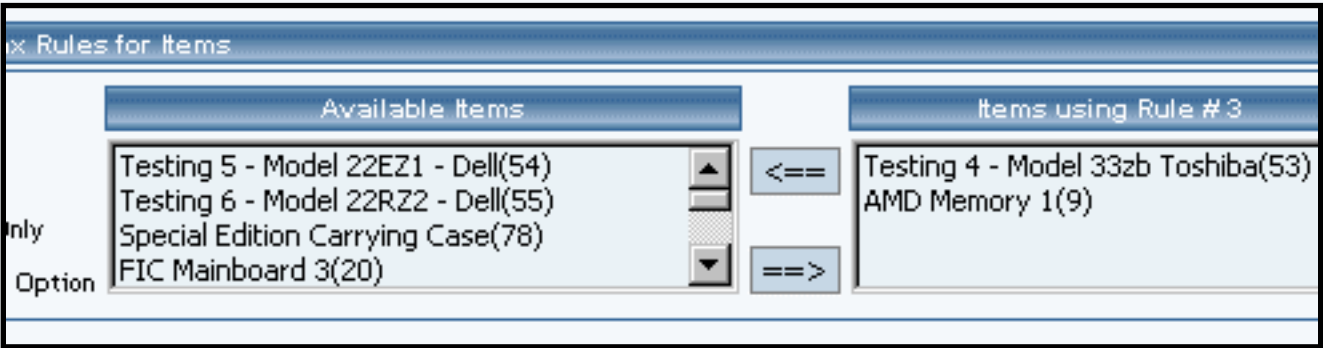 x Rules for Items
Available Items
Items using Rule # 3
Testing 5 - Model 22EZ1 - Dell(54)
Testing 6 - Model 22RZ2 - Dell(55)
Special Edition Carrying Case(78)
FIC Mainboard 3(20)
<==
==>
Testing 4 - Model 33zb Toshiba(53)
AMD Memory 1(9)
Only
Option